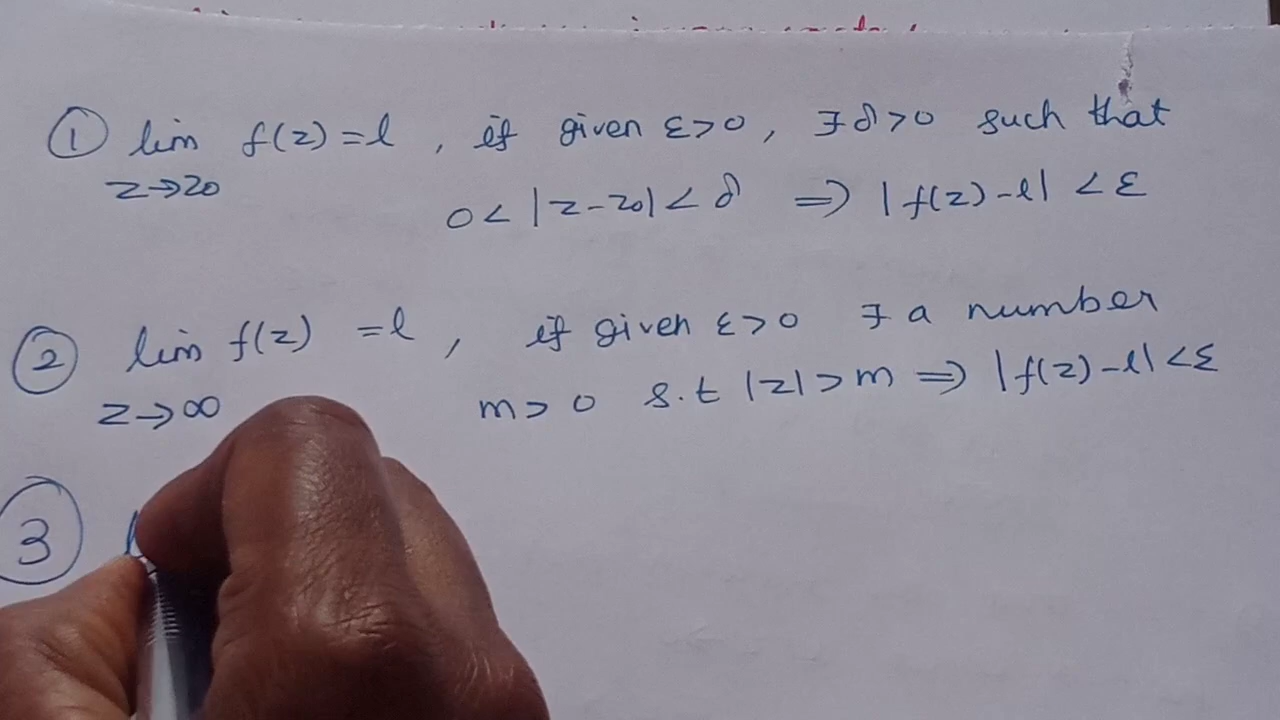 ① lim f(z) = l , if given ε>0 , ∃ δ>0 such that
z→z0 0 < |z-z0| < δ ⇒ |f(z)-l| < ε
② lim f(z) = l , if given ε>0 ∃ a number
z→∞ m>0 s.t |z|>m ⇒ |f(z)-l| < ε
③